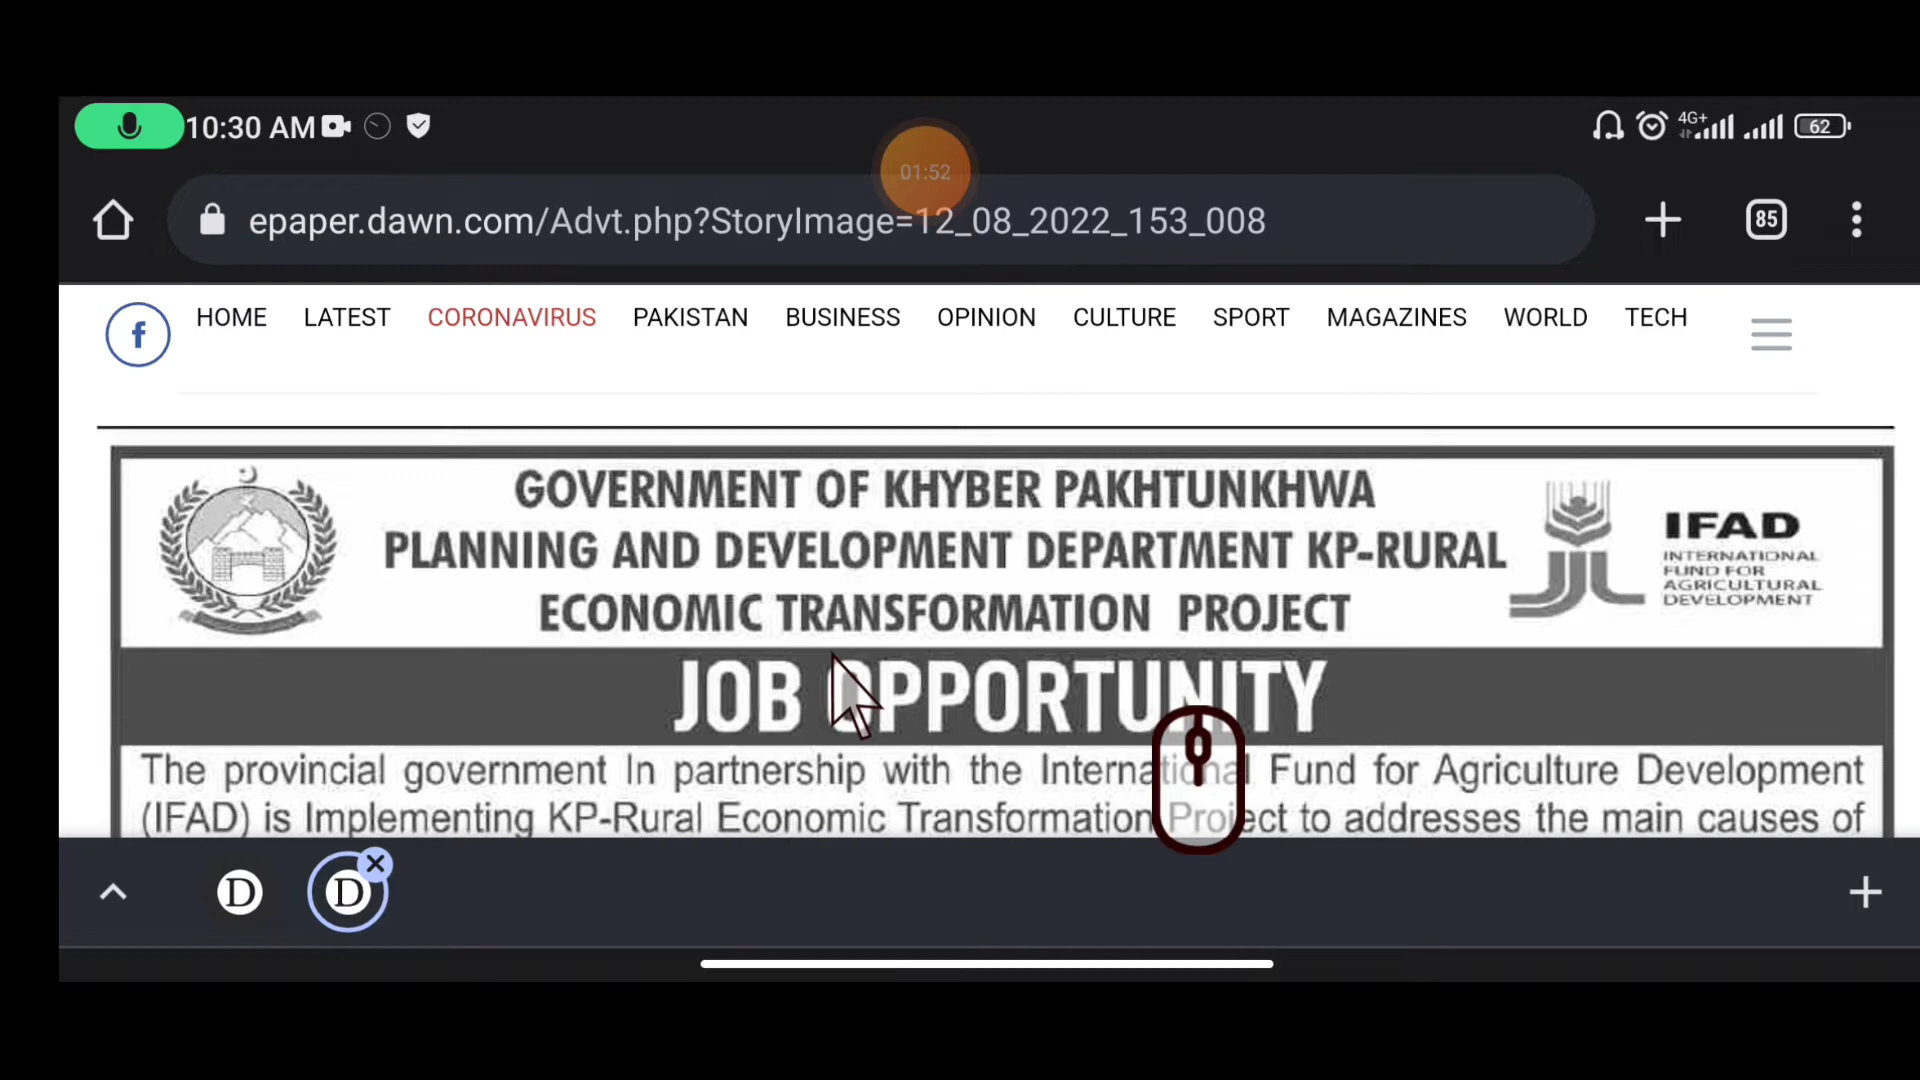 10:30 AM
4G+
62
01:52
epaper.dawn.com/Advt.php?StoryImage=12_08_2022_153_008
85
f
HOME LATEST CORONAVIRUS PAKISTAN BUSINESS OPINION CULTURE SPORT MAGAZINES WORLD TECH
GOVERNMENT OF KHYBER PAKHTUNKHWA
PLANNING AND DEVELOPMENT DEPARTMENT KP-RURAL
ECONOMIC TRANSFORMATION PROJECT
IFAD
INTERNATIONAL
FUND FOR
AGRICULTURAL
DEVELOPMENT
JOB OPPORTUNITY
The provincial government In partnership with the International Fund for Agriculture Development
(IFAD) is Implementing KP-Rural Economic Transformation Project to addresses the main causes of
D D